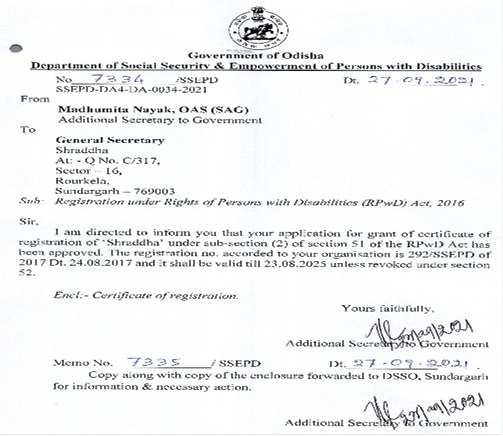 Government of Odisha
Department of Social Security & Empowerment of Persons with Disabilities
No 7334 /SSEPD Dt. 27-09-2021.
SSEPD-DA4-DA-0034-2021
From
Madhumita Nayak, OAS (SAG)
Additional Secretary to Government
To
General Secretary
Shraddha
At: - Q No. C/317,
Sector – 16,
Rourkela,
Sundargarh – 769003
Sub: Registration under Rights of Persons with Disabilities (RPwD) Act, 2016
Sir,
I am directed to inform you that your application for grant of certificate of
registration of 'Shraddha' under sub-section (2) of section 51 of the RPwD Act has
been approved. The registration no. accorded to your organisation is 292/SSEPD of
2017 Dt. 24.08.2017 and it shall be valid till 23.08.2025 unless revoked under section
52.
Encl:- Certificate of registration.
Yours faithfully,
Additional Secretary to Government
Memo No. 7335 / SSEPD Dt. 27-09-2021.
Copy along with copy of the enclosure forwarded to DSSO, Sundargarh
for information & necessary action.
Additional Secretary to Government